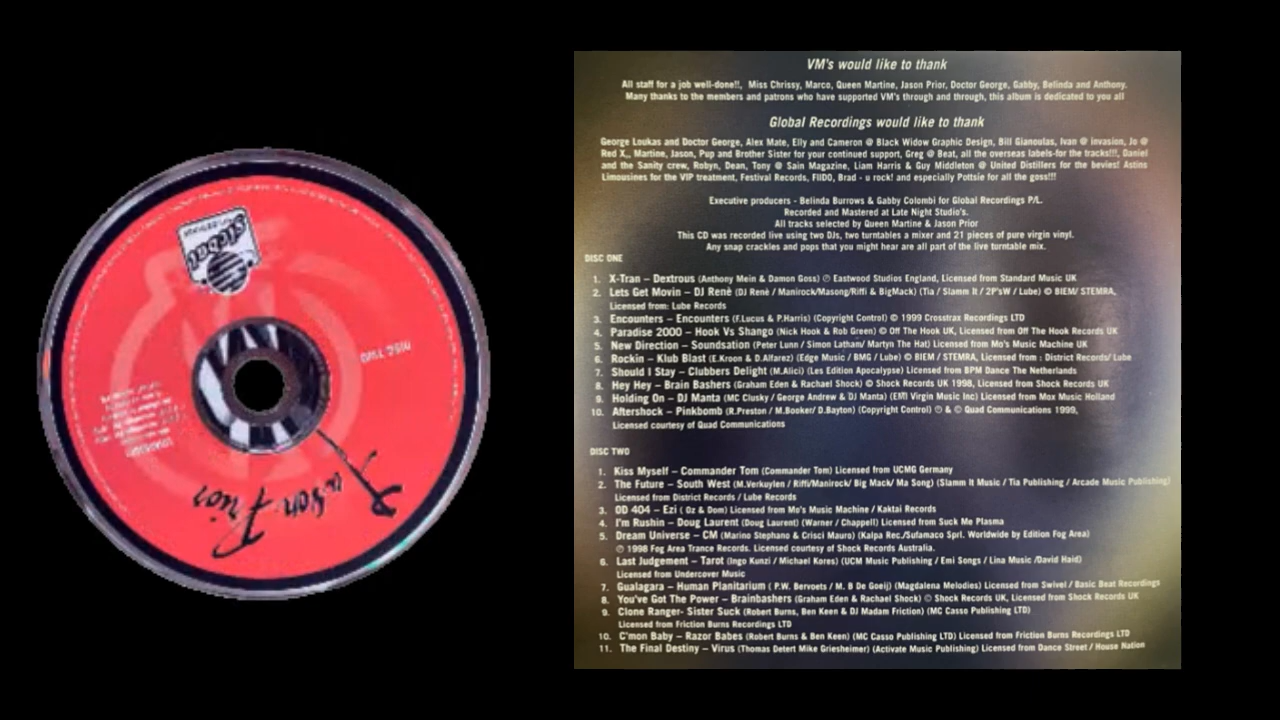 Global
DISC TWO
Jason Prior
VM's would like to thank
All staff for a job well-done!!, Miss Chrissy, Marco, Queen Martine, Jason Prior, Doctor George, Gabby, Belinda and Anthony.
Many thanks to the members and patrons who have supported VM's through and through, this album is dedicated to you all
Global Recordings would like to thank
George Loukas and Doctor George, Alex Mate, Elly and Cameron @ Black Widow Graphic Design, Bill Gianoutas, Ivan @ invasion, Jo @
Red X,, Martine, Jason, Pup and Brother Sister for your continued support, Greg @ Beat, all the overseas labels-for the tracks!!!, Daniel
and the Sanity crew, Robyn, Dean, Tony @ Sain Magazine, Liam Harris & Guy Middleton @ United Distillers for the bevies! Astins
Limousines for the VIP treatment, Festival Records, FIIDO, Brad - u rock! and especially Pottsie for all the goss!!!
Executive producers - Belinda Burrows & Gabby Colombi for Global Recordings P/L.
Recorded and Mastered at Late Night Studio's.
All tracks selected by Queen Martine & Jason Prior
This CD was recorded live using two DJs, two turntables a mixer and 21 pieces of pure virgin vinyl.
Any snap crackles and pops that you might hear are all part of the live turntable mix.
DISC ONE
1. X-Tran – Dextrous (Anthony Mein & Damon Goss) ℗ Eastwood Studios England, Licensed from Standard Music UK
2. Lets Get Movin – DJ Renè (DJ Renè / Manirock/Masong/Riffi & BigMack) (Tia / Slamm It / 2P'sW / Lube) © BIEM/ STEMRA,
Licensed from: Lube Records
3. Encounters – Encounters (F.Lucus & P.Harris) (Copyright Control) © 1999 Crosstrax Recordings LTD
4. Paradise 2000 – Hook Vs Shango (Nick Hook & Rob Green) © Off The Hook UK, Licensed from Off The Hook Records UK
5. New Direction – Soundsation (Peter Lunn / Simon Latham/ Martyn The Hat) Licensed from Mo's Music Machine UK
6. Rockin – Klub Blast (E.Kroon & D.Alfarez) (Edge Music / BMG / Lube) © BIEM / STEMRA, Licensed from : District Records/ Lube
7. Should I Stay – Clubbers Delight (M.Alici) (Les Edition Apocalypse) Licensed from BPM Dance The Netherlands
8. Hey Hey – Brain Bashers (Graham Eden & Rachael Shock) © Shock Records UK 1998, Licensed from Shock Records UK
9. Holding On – DJ Manta (MC Clusky / George Andrew & DJ Manta) (EMI Virgin Music Inc) Licensed from Mox Music Holland
10. Aftershock – Pinkbomb (R.Preston / M.Booker/ D.Bayton) (Copyright Control) ℗ & © Quad Communications 1999,
Licensed courtesy of Quad Communications
DISC TWO
1. Kiss Myself – Commander Tom (Commander Tom) Licensed from UCMG Germany
2. The Future – South West (M.Verkuylen / Riffi/Manirock/ Big Mack/ Ma Song) (Slamm It Music / Tia Publishing / Arcade Music Publishing)
Licensed from District Records / Lube Records
3. OD 404 – Ezi ( Oz & Dom) Licensed from Mo's Music Machine / Kaktai Records
4. I'm Rushin – Doug Laurent (Doug Laurent) (Warner / Chappell) Licensed from Suck Me Plasma
5. Dream Universe – CM (Marino Stephano & Crisci Mauro) (Kalpa Rec./Sufamaco Sprl. Worldwide by Edition Fog Area)
℗ 1998 Fog Area Trance Records. Licensed courtesy of Shock Records Australia.
6. Last Judgement – Tarot (Ingo Kunzi / Michael Kores) (UCM Music Publishing / Emi Songs / Lina Music /David Haid)
Licensed from Undercover Music
7. Gualagara – Human Planitarium ( P.W. Bervoets / M. B De Goeij) (Magdalena Melodies) Licensed from Swivel / Basic Beat Recordings
8. You've Got The Power – Brainbashers (Graham Eden & Rachael Shock) © Shock Records UK, Licensed from Shock Records UK
9. Clone Ranger- Sister Suck (Robert Burns, Ben Keen & DJ Madam Friction) (MC Casso Publishing LTD)
Licensed from Friction Burns Recordings LTD
10. C'mon Baby – Razor Babes (Robert Burns & Ben Keen) (MC Casso Publishing LTD) Licensed from Friction Burns Recordings LTD
11. The Final Destiny – Virus (Thomas Detert Mike Griesheimer) (Activate Music Publishing) Licensed from Dance Street / House Nation